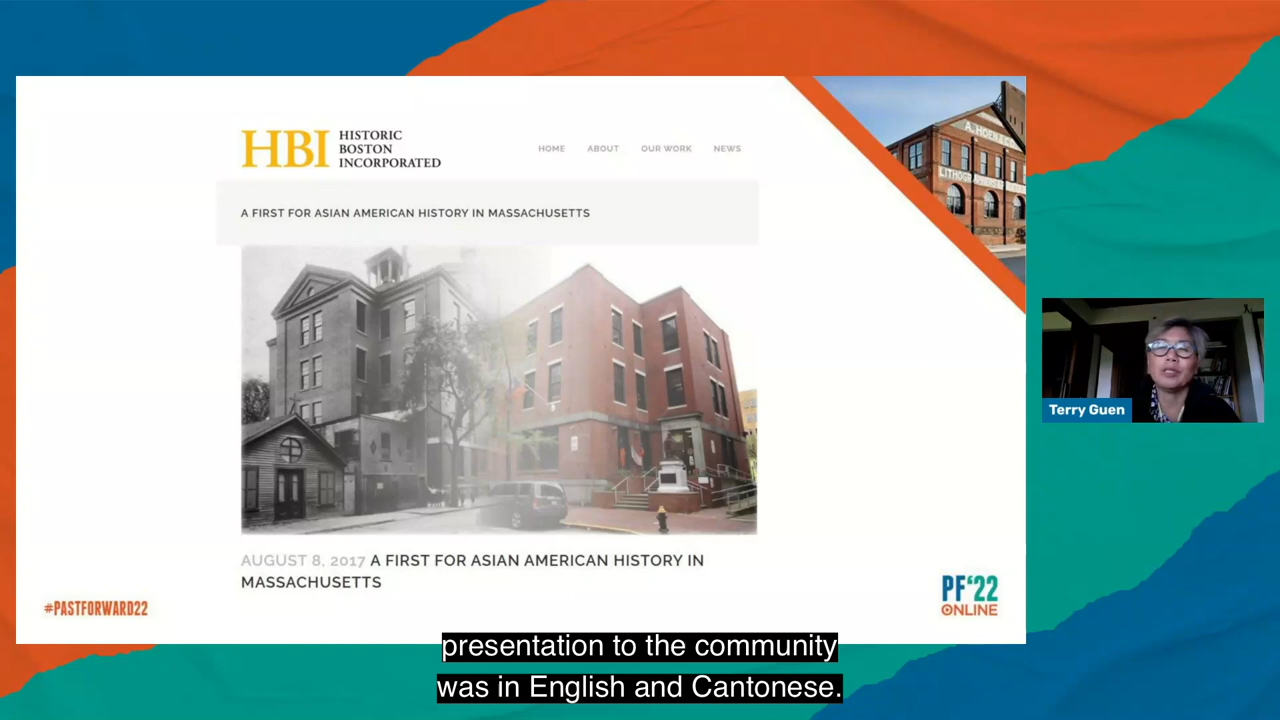 HBI HISTORIC
BOSTON
INCORPORATED
HOME ABOUT OUR WORK NEWS
A FIRST FOR ASIAN AMERICAN HISTORY IN MASSACHUSETTS
A. HOEN & CO.
Terry Guen
AUGUST 8, 2017 A FIRST FOR ASIAN AMERICAN HISTORY IN
MASSACHUSETTS
#PASTFORWARD22
PF'22
ONLINE
presentation to the community
was in English and Cantonese.